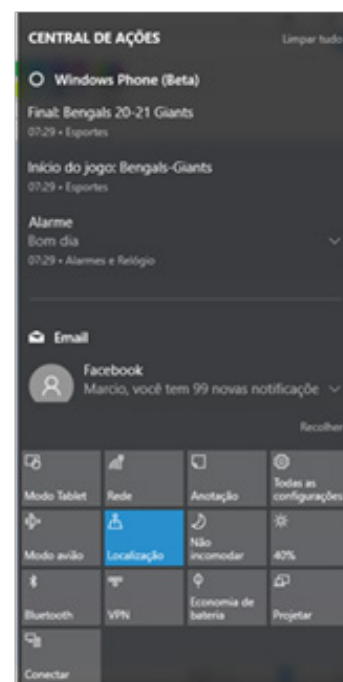 CENTRAL DE AÇÕES
Limpar tudo
Windows Phone (Beta)
Final: Bengals 20-21 Giants
07:29 • Esportes
Início do jogo: Bengals-Giants
07:29 • Esportes
Alarme
Bom dia
07:29 • Alarmes e Relógio
Email
Facebook
Marcio, você tem 99 novas notificaçõe
Recolher
Modo Tablet
Rede
Anotação
Todas as
configurações
Modo avião
Localização
Não
incomodar
40%
Bluetooth
VPN
Economia de
bateria
Projetar
Conectar